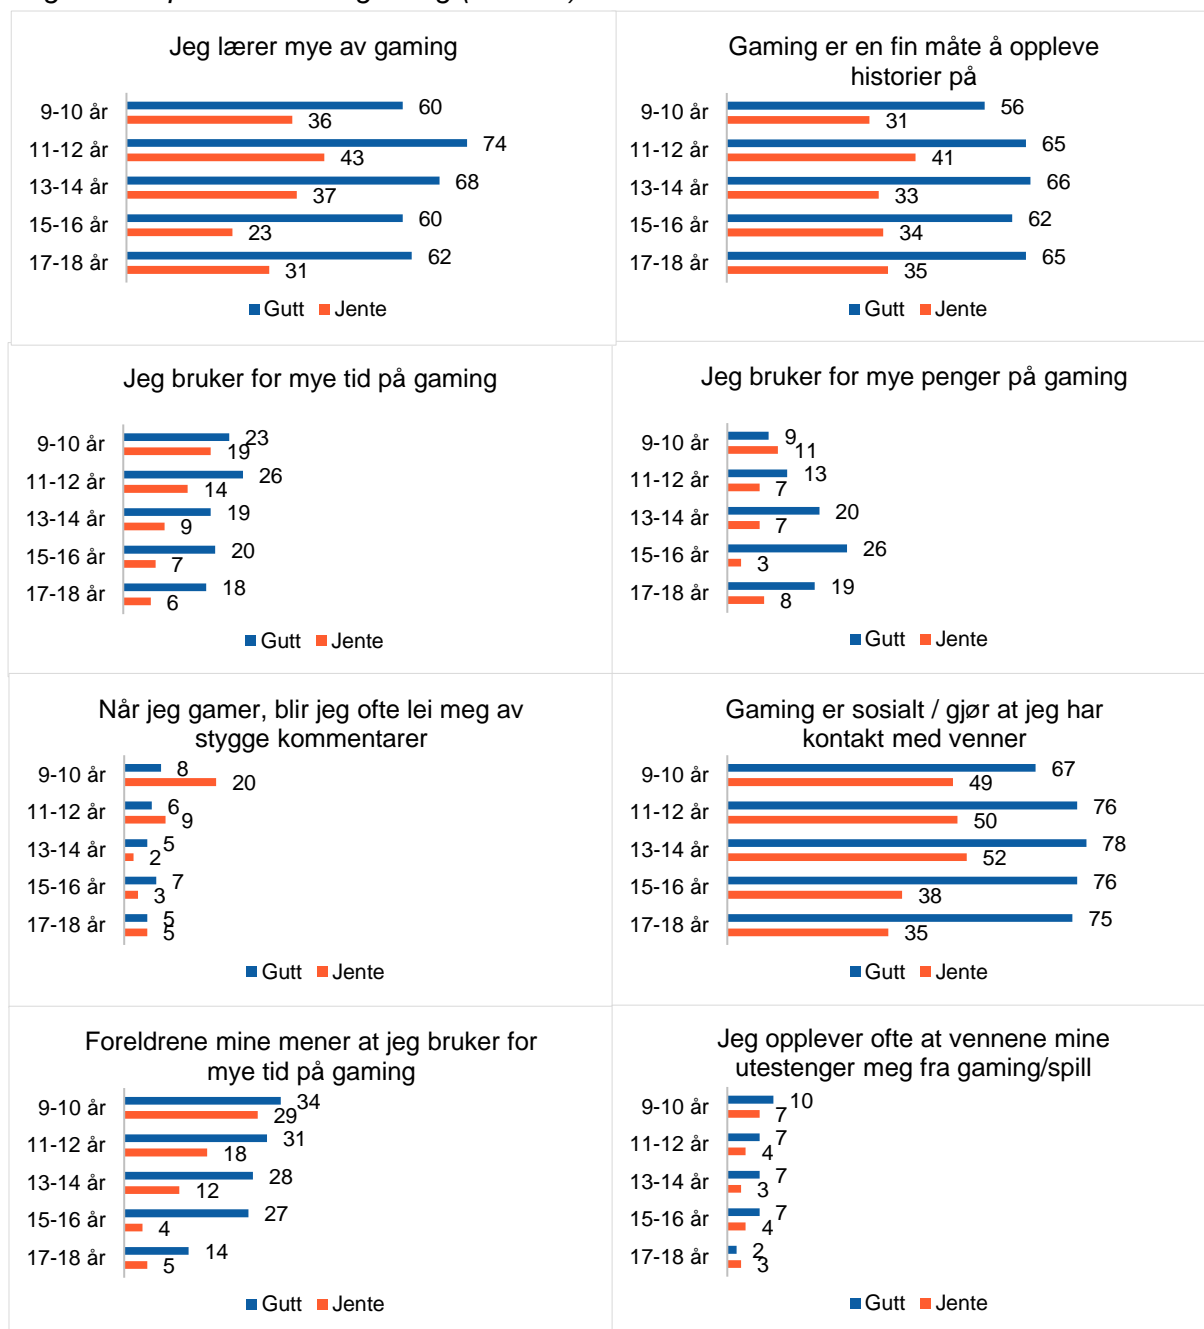 Jeg lærer mye av gaming
9-10 år
60
36
11-12 år
74
43
13-14 år
68
37
15-16 år
60
23
17-18 år
62
31
Gutt Jente
Gaming er en fin måte å oppleve
historier på
9-10 år
56
31
11-12 år
65
41
13-14 år
66
33
15-16 år
62
34
17-18 år
65
35
Gutt Jente
Jeg bruker for mye tid på gaming
9-10 år
23
19
11-12 år
26
14
13-14 år
19
9
15-16 år
20
7
17-18 år
18
6
Gutt Jente
Jeg bruker for mye penger på gaming
9-10 år
9
11
11-12 år
13
7
13-14 år
20
7
15-16 år
26
3
17-18 år
19
8
Gutt Jente
Når jeg gamer, blir jeg ofte lei meg av
stygge kommentarer
9-10 år
8
20
11-12 år
6
9
13-14 år
5
2
15-16 år
7
3
17-18 år
5
5
Gutt Jente
Gaming er sosialt / gjør at jeg har
kontakt med venner
9-10 år
67
49
11-12 år
76
50
13-14 år
78
52
15-16 år
76
38
17-18 år
75
35
Gutt Jente
Foreldrene mine mener at jeg bruker for
mye tid på gaming
9-10 år
34
29
11-12 år
31
18
13-14 år
28
12
15-16 år
27
4
17-18 år
14
5
Gutt Jente
Jeg opplever ofte at vennene mine
utestenger meg fra gaming/spill
9-10 år
10
7
11-12 år
7
4
13-14 år
7
3
15-16 år
7
4
17-18 år
2
3
Gutt Jente